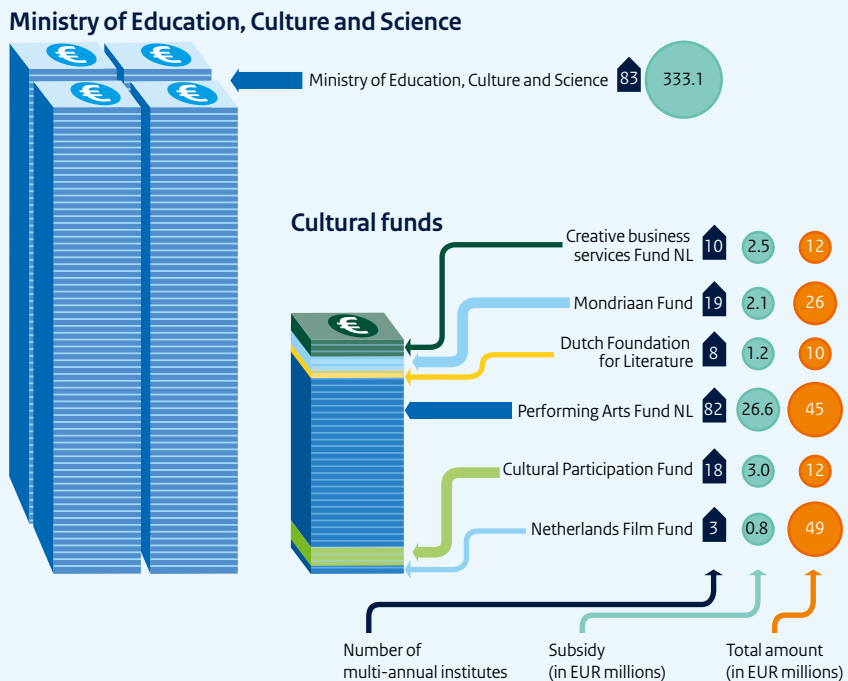 Ministry of Education, Culture and Science
€ €
€ €
Ministry of Education, Culture and Science 83 333.1
Cultural funds
Creative business
services Fund NL 10 2.5 12
€
Mondriaan Fund 19 2.1 26
Dutch Foundation
for Literature 8 1.2 10
Performing Arts Fund NL 82 26.6 45
Cultural Participation Fund 18 3.0 12
Netherlands Film Fund 3 0.8 49
Number of
multi-annual institutes
Subsidy
(in EUR millions)
Total amount
(in EUR millions)